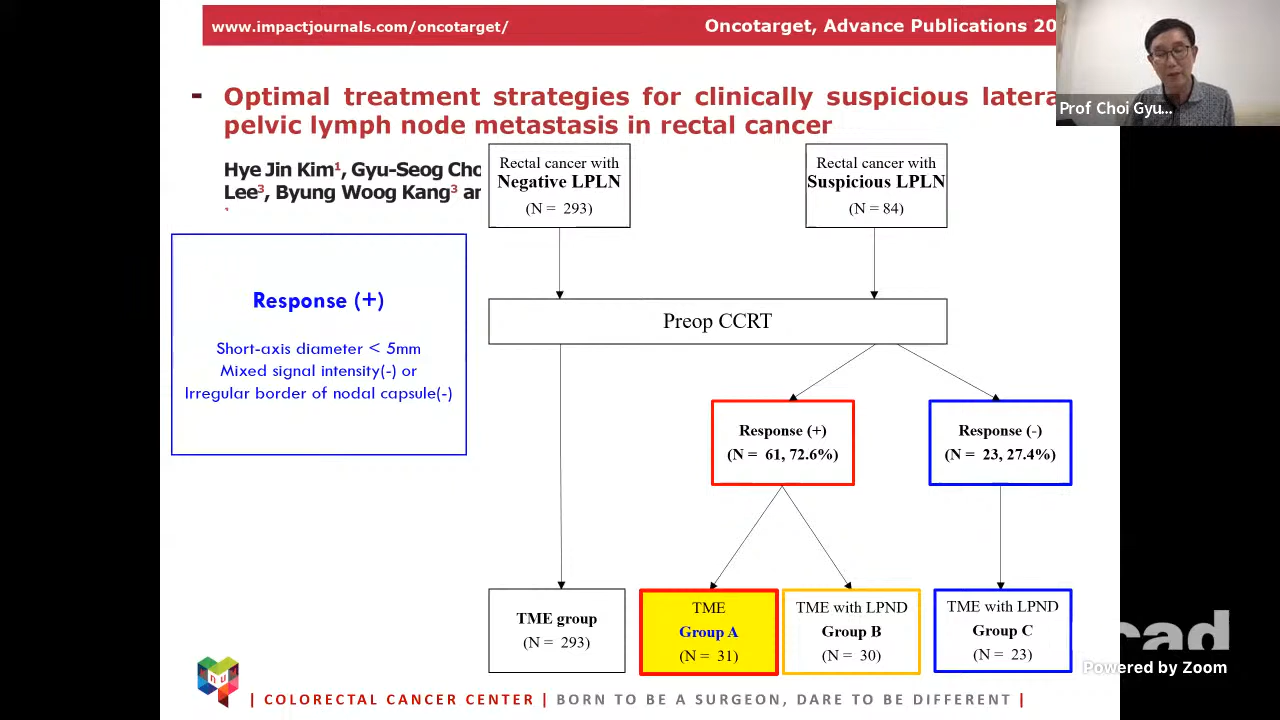 www.impactjournals.com/oncotarget/
Oncotarget, Advance Publications 20
Prof Choi Gyu...
- Optimal treatment strategies for clinically suspicious latera
pelvic lymph node metastasis in rectal cancer
Hye Jin Kim1, Gyu-Seog Cho
Lee3, Byung Woog Kang3 an
1
Rectal cancer with
Negative LPLN
(N = 293)
Rectal cancer with
Suspicious LPLN
(N = 84)
Response (+)
Short-axis diameter < 5mm
Mixed signal intensity(-) or
Irregular border of nodal capsule(-)
Preop CCRT
Response (+)
(N = 61, 72.6%)
Response (-)
(N = 23, 27.4%)
TME group
(N = 293)
TME
Group A
(N = 31)
TME with LPND
Group B
(N = 30)
TME with LPND
Group C
(N = 23)
cad
Powered by Zoom
| COLORECTAL CANCER CENTER | BORN TO BE A SURGEON, DARE TO BE DIFFERENT |